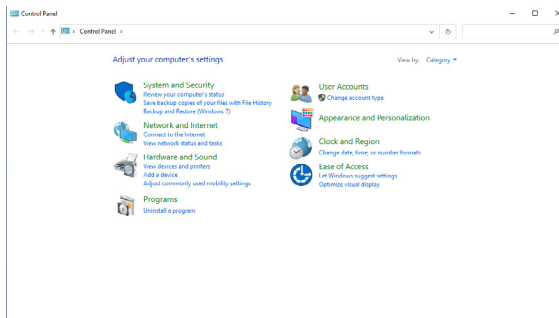 Control Panel
Control Panel
Adjust your computer's settings
View by: Category
System and Security
Review your computer's status
Save backup copies of your files with File History
Backup and Restore (Windows 7)
Network and Internet
Connect to the Internet
View network status and tasks
Hardware and Sound
View devices and printers
Add a device
Adjust commonly used mobility settings
Programs
Uninstall a program
User Accounts
Change account type
Appearance and Personalization
Clock and Region
Change date, time, or number formats
Ease of Access
Let Windows suggest settings
Optimize visual display